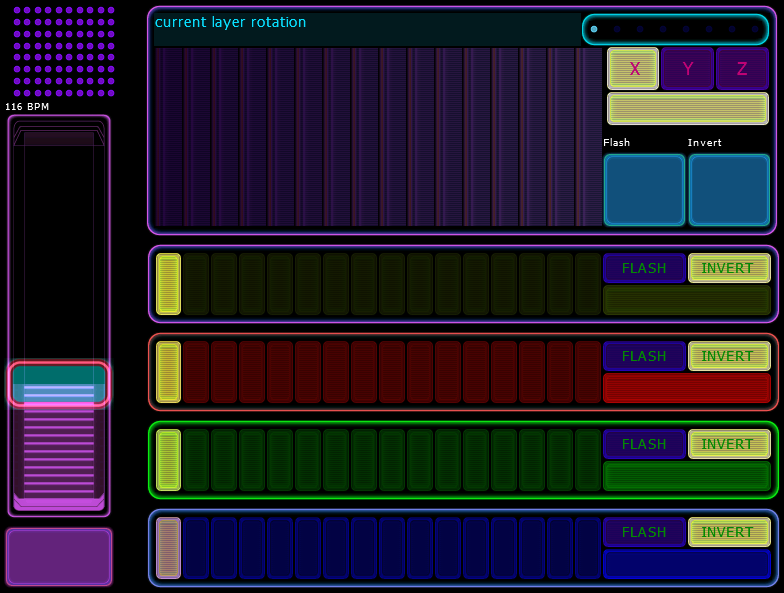 current layer rotation
X Y Z
116 BPM
Flash Invert
FLASH INVERT
FLASH INVERT
FLASH INVERT
FLASH INVERT